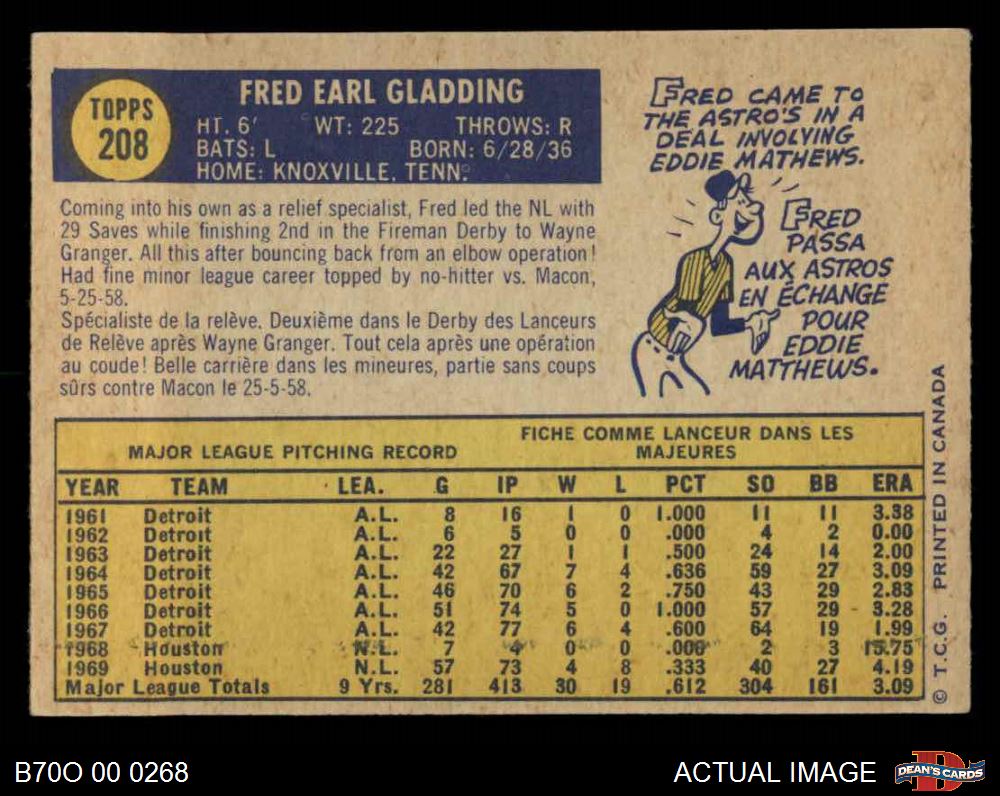 TOPPS
208
FRED EARL GLADDING
HT. 6' WT: 225 THROWS: R
BATS: L BORN: 6/28/36
HOME: KNOXVILLE, TENN.
Coming into his own as a relief specialist, Fred led the NL with
29 Saves while finishing 2nd in the Fireman Derby to Wayne
Granger. All this after bouncing back from an elbow operation!
Had fine minor league career topped by no-hitter vs. Macon,
5-25-58.
Spécialiste de la relève. Deuxième dans le Derby des Lanceurs
de Relève après Wayne Granger. Tout cela après une opération
au coude! Belle carrière dans les mineures, partie sans coups
sûrs contre Macon le 25-5-58.
FRED CAME TO
THE ASTRO'S IN A
DEAL INVOLVING
EDDIE MATHEWS.
FRED
PASSA
AUX ASTROS
EN ÉCHANGE
POUR
EDDIE
MATTHEWS.
MAJOR LEAGUE PITCHING RECORD
FICHE COMME LANCEUR DANS LES
MAJEURES
YEAR TEAM LEA. G IP W L PCT SO BB ERA
1961 Detroit A.L. 8 16 1 0 1.000 11 11 3.38
1962 Detroit A.L. 6 5 0 0 .000 4 2 0.00
1963 Detroit A.L. 22 27 1 1 .500 24 14 2.00
1964 Detroit A.L. 42 67 7 4 .636 59 27 3.09
1965 Detroit A.L. 46 70 6 2 .750 43 29 2.83
1966 Detroit A.L. 51 74 5 0 1.000 57 29 3.28
1967 Detroit A.L. 42 77 6 4 .600 64 19 1.99
1968 Houston N.L. 7 4 0 0 .000 2 3 15.75
1969 Houston N.L. 57 73 4 8 .333 40 27 4.19
Major League Totals 9 Yrs. 281 413 30 19 .612 304 161 3.09
© T.C.G. PRINTED IN CANADA
B70O 00 0268
ACTUAL IMAGE
D
DEAN'S CARDS